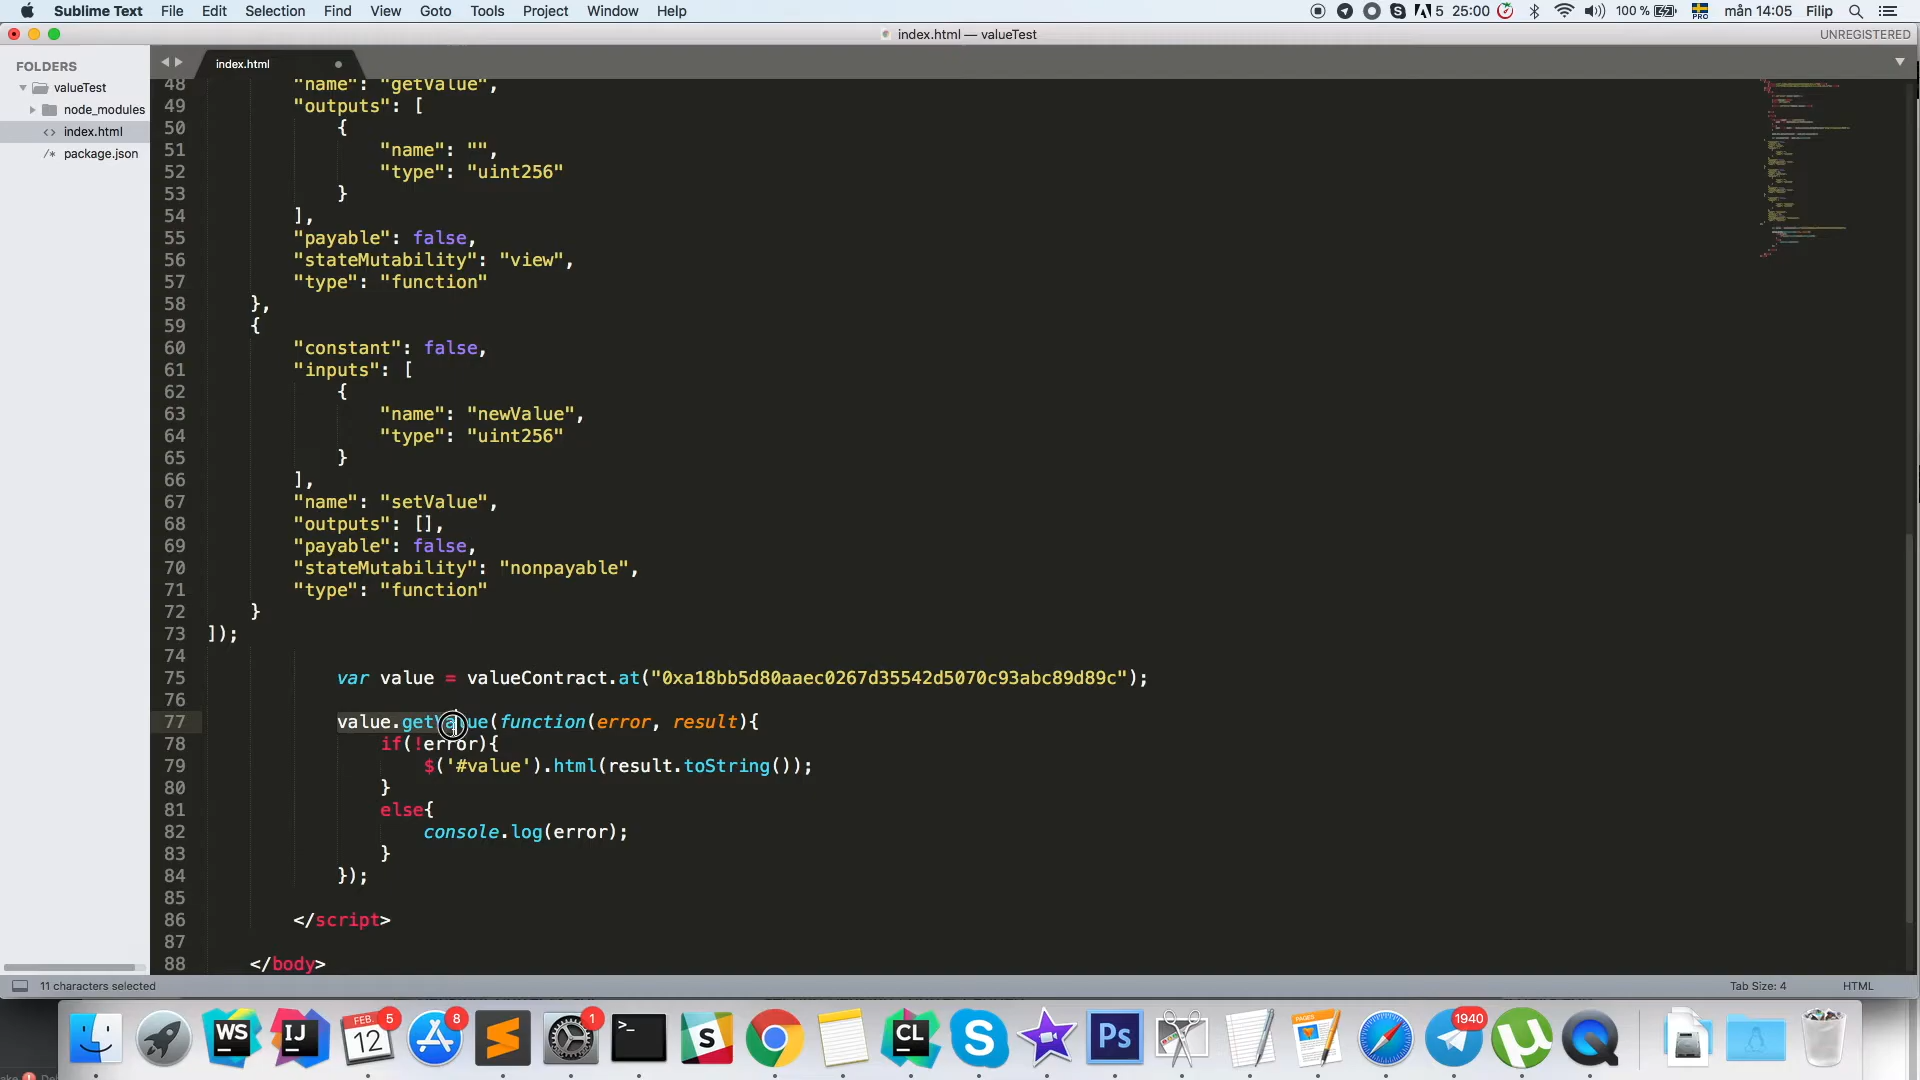 Sublime Text File Edit Selection Find View Goto Tools Project Window Help 5 25:00 100 % PRO mån 14:05 Filip
index.html — valueTest UNREGISTERED
FOLDERS
valueTest
node_modules
index.html
package.json
index.html
48 "name": "getValue",
49 "outputs": [
50 {
51 "name": "",
52 "type": "uint256"
53 }
54 ],
55 "payable": false,
56 "stateMutability": "view",
57 "type": "function"
58 },
59 {
60 "constant": false,
61 "inputs": [
62 {
63 "name": "newValue",
64 "type": "uint256"
65 }
66 ],
67 "name": "setValue",
68 "outputs": [],
69 "payable": false,
70 "stateMutability": "nonpayable",
71 "type": "function"
72 }
73 ]);
74
75 var value = valueContract.at("0xa18bb5d80aaec0267d35542d5070c93abc89d89c");
76
77 value.getValue(function(error, result){
78 if(!error){
79 $('#value').html(result.toString());
80 }
81 else{
82 console.log(error);
83 }
84 });
85
86 </script>
87
88 </body>
11 characters selected Tab Size: 4 HTML
WS IJ FEB. 12 5 8 1 >_ S CL S Ps 1940 µ